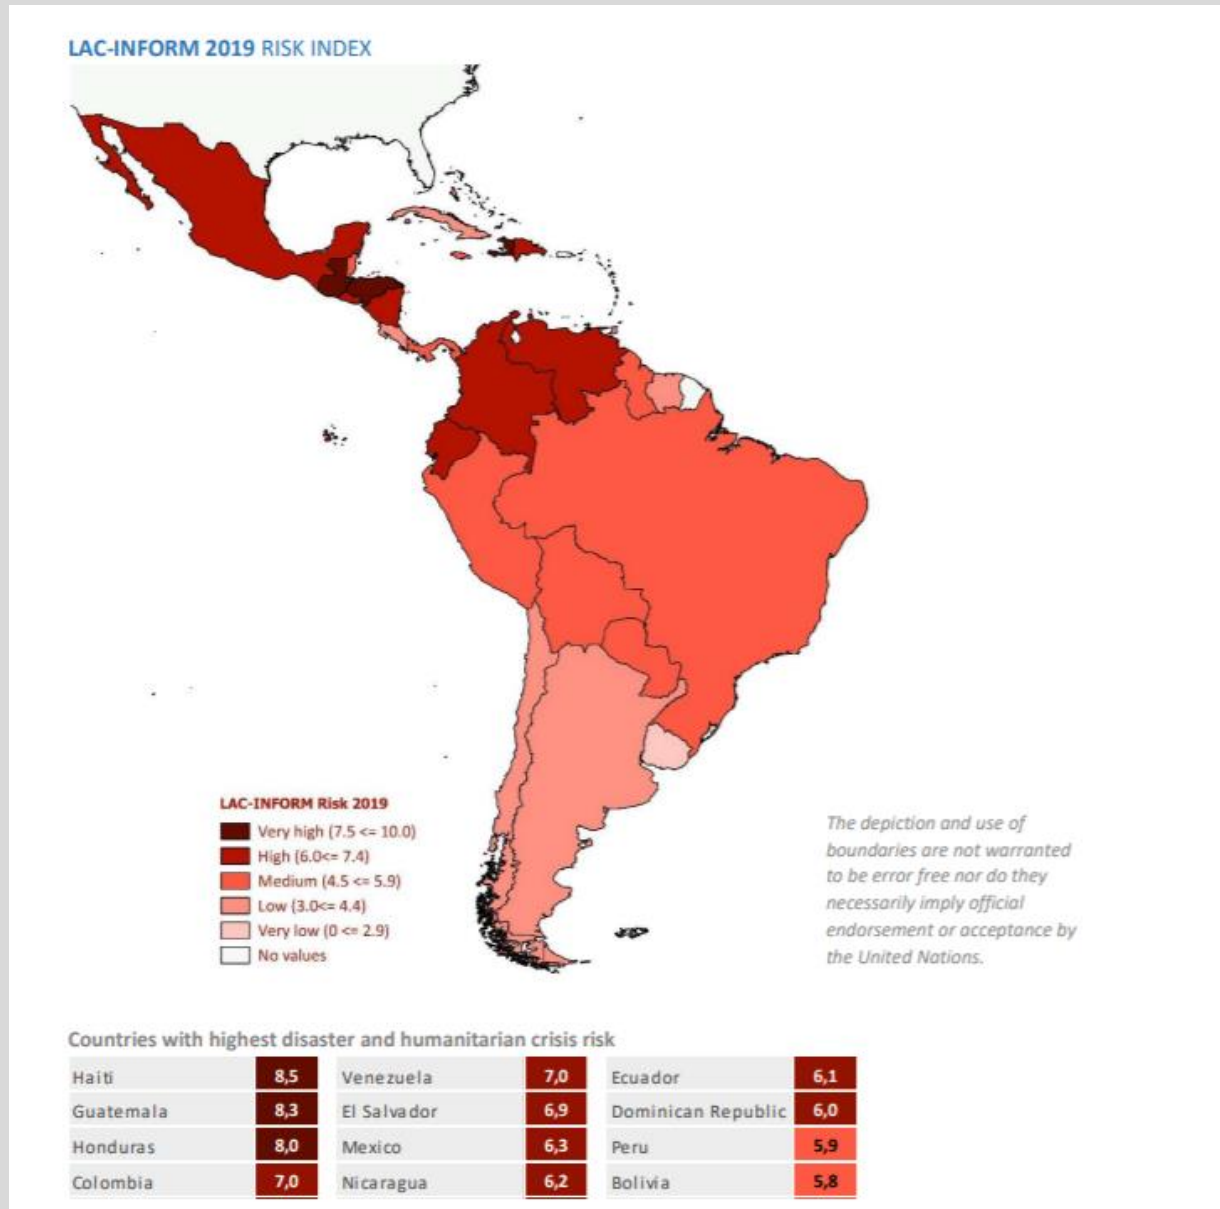 LAC-INFORM 2019 RISK INDEX
LAC-INFORM Risk 2019
Very high (7.5 <= 10.0)
High (6.0<= 7.4)
Medium (4.5 <= 5.9)
Low (3.0<= 4.4)
Very low (0 <= 2.9)
No values
The depiction and use of
boundaries are not warranted
to be error free nor do they
necessarily imply official
endorsement or acceptance by
the United Nations.
Countries with highest disaster and humanitarian crisis risk
Haiti 8,5 Venezuela 7,0 Ecuador 6,1
Guatemala 8,3 El Salvador 6,9 Dominican Republic 6,0
Honduras 8,0 Mexico 6,3 Peru 5,9
Colombia 7,0 Nicaragua 6,2 Bolivia 5,8